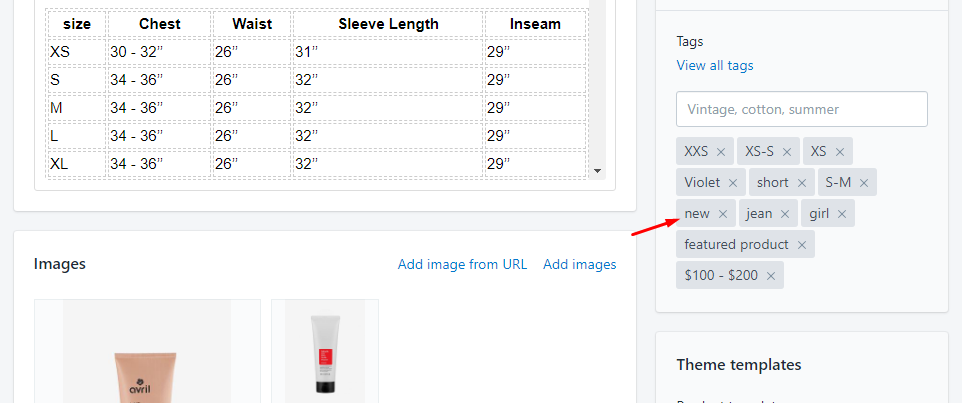 size Chest Waist Sleeve Length Inseam
XS 30 - 32” 26” 31” 29”
S 34 - 36” 26” 32” 29”
M 34 - 36” 26” 32” 29”
L 34 - 36” 26” 32” 29”
XL 34 - 36” 26” 32” 29”
Images
Add image from URL Add images
avril
Tags
View all tags
Vintage, cotton, summer
XXS × XS-S × XS ×
Violet × short × S-M ×
new × jean × girl ×
featured product ×
$100 - $200 ×
Theme templates